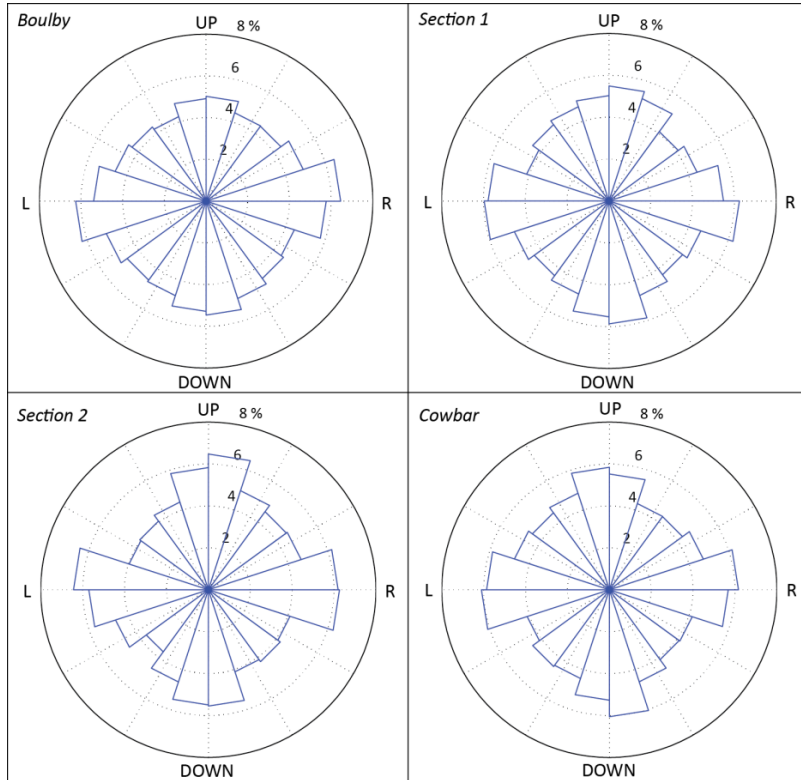 Boulby
UP
8 %
6
4
2
L
R
DOWN
Section 1
UP
8 %
6
4
2
L
R
DOWN
Section 2
UP
8 %
6
4
2
L
R
DOWN
Cowbar
UP
8 %
6
4
2
L
R
DOWN